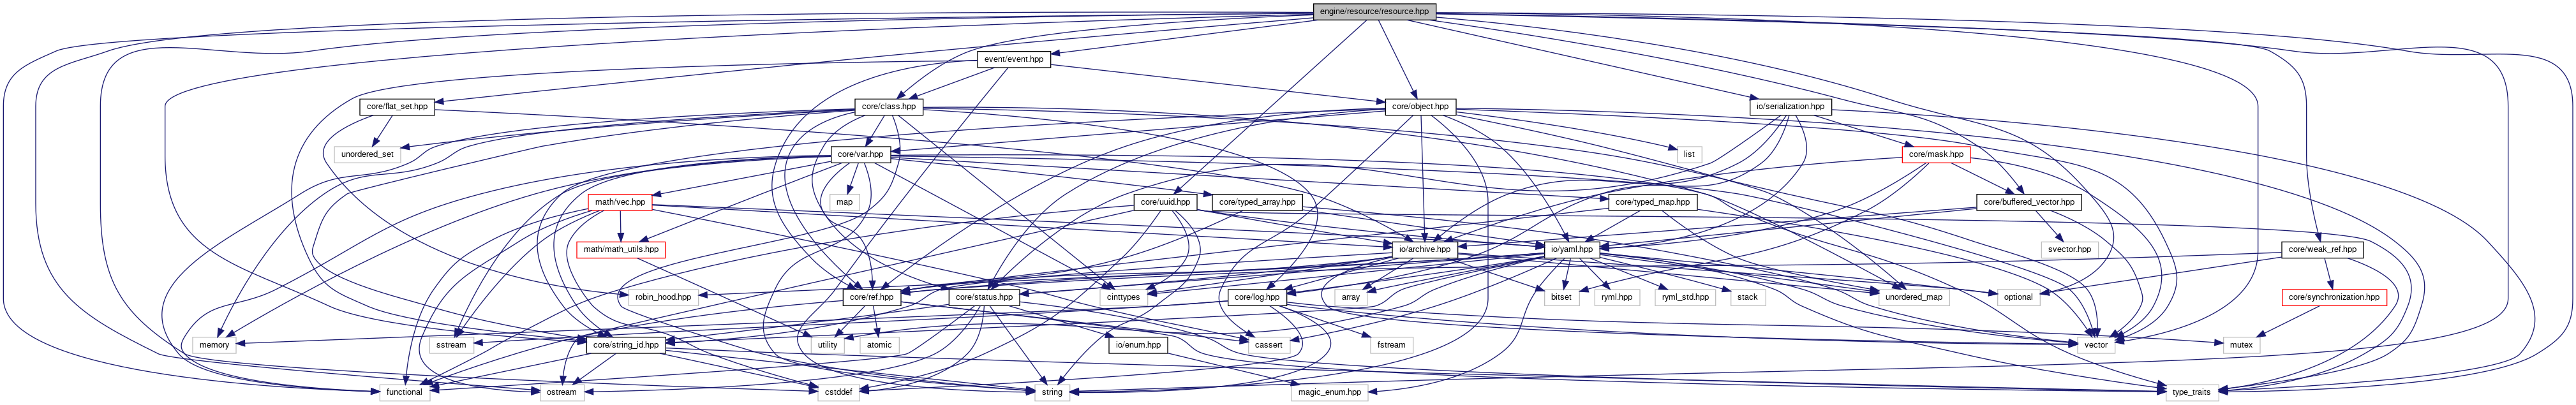 engine/resource/resource.hpp
event/event.hpp
core/flat_set.hpp
core/class.hpp
core/object.hpp
io/serialization.hpp
unordered_set
core/var.hpp
list
core/mask.hpp
map
math/vec.hpp
core/uuid.hpp
core/typed_array.hpp
core/typed_map.hpp
core/buffered_vector.hpp
math/math_utils.hpp
io/archive.hpp
io/yaml.hpp
svector.hpp
core/weak_ref.hpp
robin_hood.hpp
core/ref.hpp
core/status.hpp
cinttypes
core/log.hpp
array
bitset
ryml.hpp
ryml_std.hpp
stack
unordered_map
optional
core/synchronization.hpp
memory
sstream
core/string_id.hpp
utility
atomic
io/enum.hpp
cassert
fstream
vector
mutex
functional
ostream
cstddef
string
magic_enum.hpp
type_traits